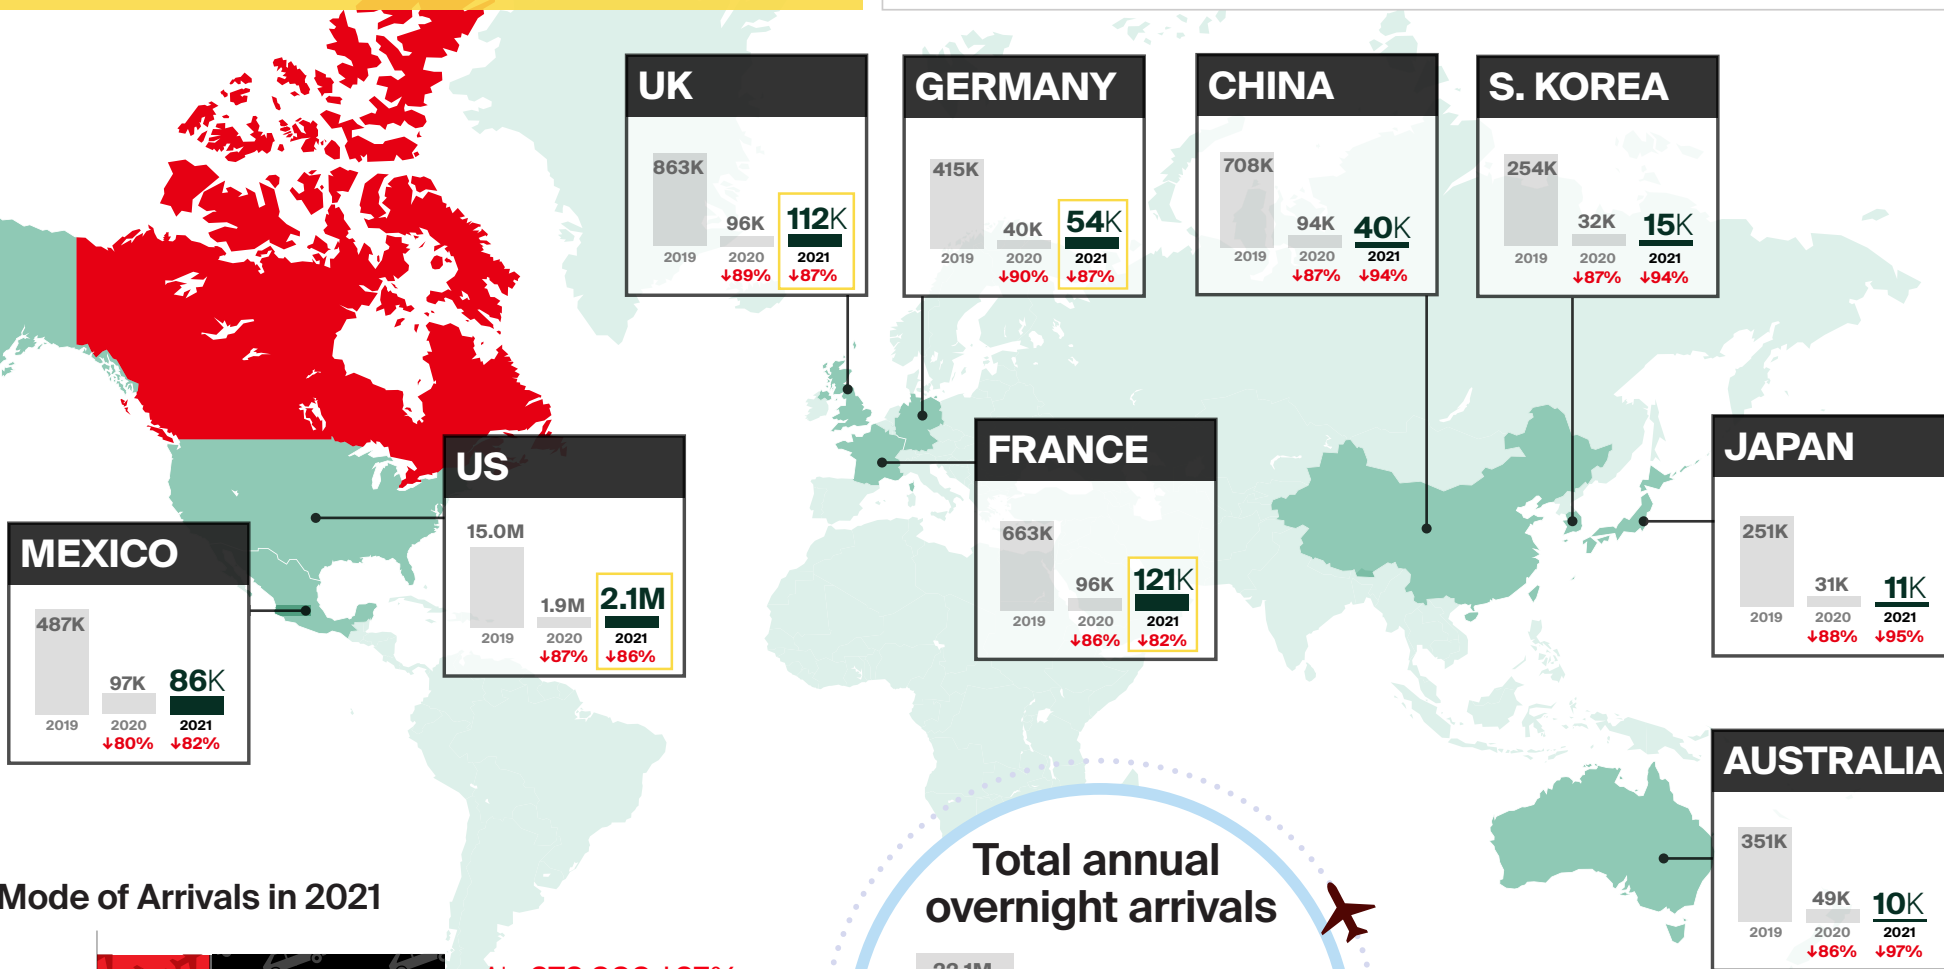 UK
863K
96K
112K
2019
2020
2021
↓89%
↓87%
GERMANY
415K
40K
54K
2019
2020
2021
↓90%
↓87%
CHINA
708K
94K
40K
2019
2020
2021
↓87%
↓94%
S. KOREA
254K
32K
15K
2019
2020
2021
↓87%
↓94%
US
15.0M
1.9M
2.1M
2019
2020
2021
↓87%
↓86%
FRANCE
663K
96K
121K
2019
2020
2021
↓86%
↓82%
JAPAN
251K
31K
11K
2019
2020
2021
↓88%
↓95%
MEXICO
487K
97K
86K
2019
2020
2021
↓80%
↓82%
AUSTRALIA
351K
49K
10K
2019
2020
2021
↓86%
↓97%
Mode of Arrivals in 2021
Total annual
overnight arrivals